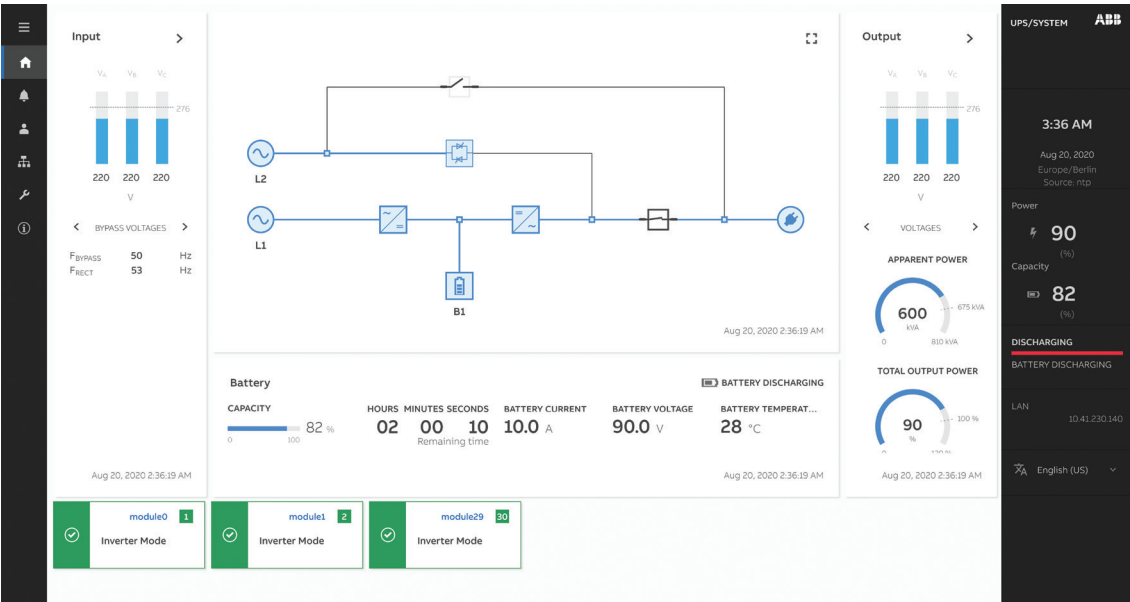 Input >
VA VB VC
276
220 220 220
V
< BYPASS VOLTAGES >
FBYPASS 50 Hz
FRECT 53 Hz
Aug 20, 2020 2:36:19 AM
L2
L1
B1
Aug 20, 2020 2:36:19 AM
Battery
BATTERY DISCHARGING
CAPACITY
82 %
0 100
HOURS MINUTES SECONDS
02 00 10
Remaining time
BATTERY CURRENT
10.0 A
BATTERY VOLTAGE
90.0 V
BATTERY TEMPERAT...
28 °C
Aug 20, 2020 2:36:19 AM
Output >
VA VB VC
276
220 220 220
V
< VOLTAGES >
APPARENT POWER
600
kVA
675 kVA
0 810 kVA
TOTAL OUTPUT POWER
90
%
100 %
Aug 20, 2020 2:36:19 AM
module0 1
Inverter Mode
module1 2
Inverter Mode
module29 30
Inverter Mode
UPS/SYSTEM ABB
3:36 AM
Aug 20, 2020
Europe/Berlin
Source: ntp
Power
90
(%)
Capacity
82
(%)
DISCHARGING
BATTERY DISCHARGING
LAN
10.41.230.140
English (US)